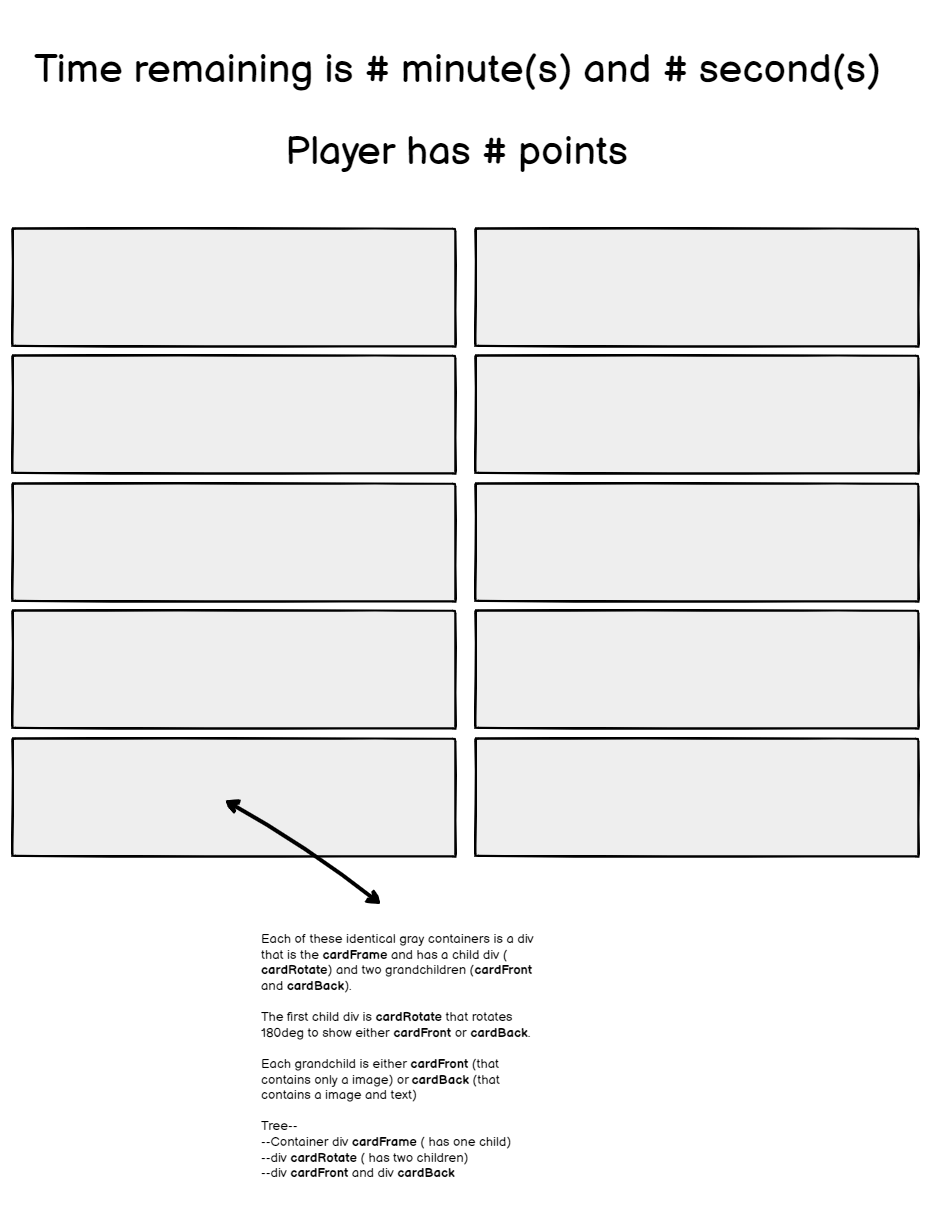 Time remaining is # minute(s) and # second(s)
Player has # points
Each of these identical gray containers is a div
that is the cardFrame and has a child div (
cardRotate) and two grandchildren (cardFront
and cardBack).
The first child div is cardRotate that rotates
180deg to show either cardFront or cardBack.
Each grandchild is either cardFront (that
contains only a image) or cardBack (that
contains a image and text)
Tree--
--Container div cardFrame ( has one child)
--div cardRotate ( has two children)
--div cardFront and div cardBack